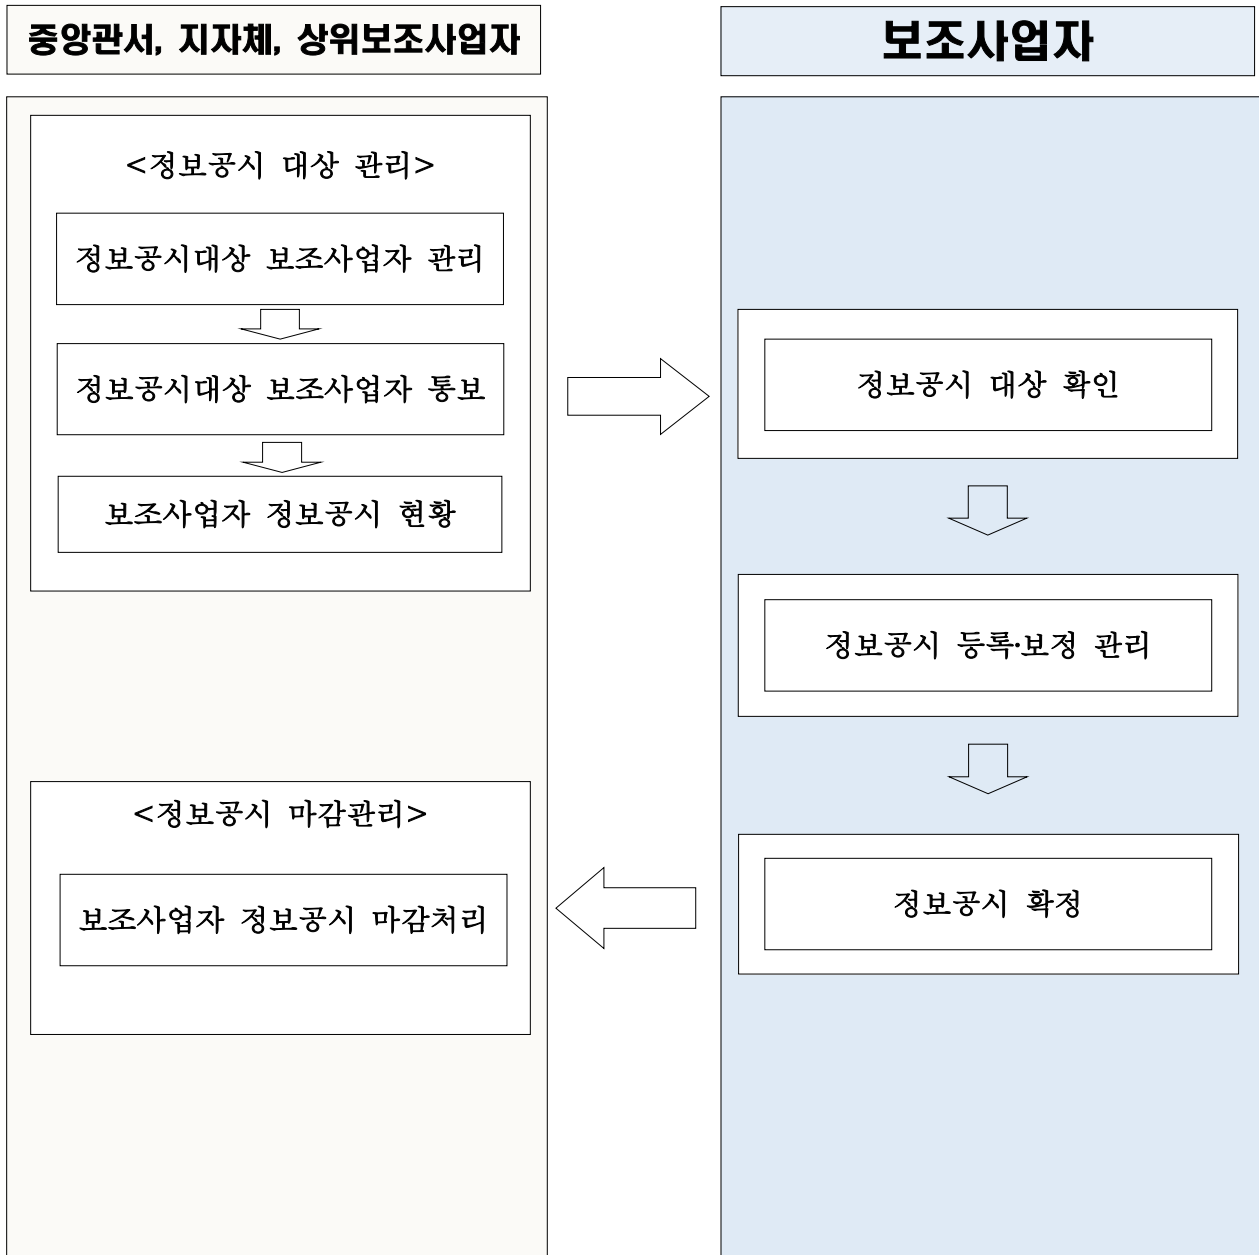 중앙관서, 지자체, 상위보조사업자
보조사업자
<정보공시 대상 관리>
정보공시대상 보조사업자 관리
정보공시대상 보조사업자 통보
보조사업자 정보공시 현황
정보공시 대상 확인
정보공시 등록·보정 관리
정보공시 확정
<정보공시 마감관리>
보조사업자 정보공시 마감처리